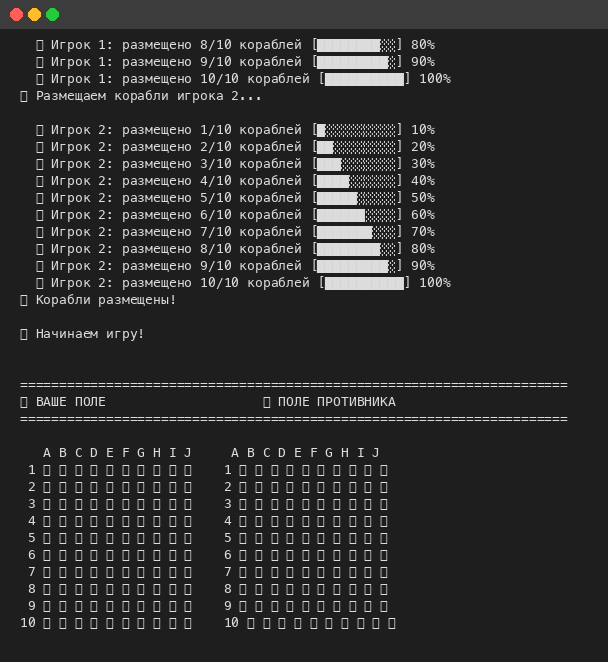 ▯ Игрок 1: размещено 8/10 кораблей [████████░░] 80%
▯ Игрок 1: размещено 9/10 кораблей [█████████░] 90%
▯ Игрок 1: размещено 10/10 кораблей [██████████] 100%
▯ Размещаем корабли игрока 2...
▯ Игрок 2: размещено 1/10 кораблей [█░░░░░░░░░] 10%
▯ Игрок 2: размещено 2/10 кораблей [██░░░░░░░░] 20%
▯ Игрок 2: размещено 3/10 кораблей [███░░░░░░░] 30%
▯ Игрок 2: размещено 4/10 кораблей [████░░░░░░] 40%
▯ Игрок 2: размещено 5/10 кораблей [█████░░░░░] 50%
▯ Игрок 2: размещено 6/10 кораблей [██████░░░░] 60%
▯ Игрок 2: размещено 7/10 кораблей [███████░░░] 70%
▯ Игрок 2: размещено 8/10 кораблей [████████░░] 80%
▯ Игрок 2: размещено 9/10 кораблей [█████████░] 90%
▯ Игрок 2: размещено 10/10 кораблей [██████████] 100%
▯ Корабли размещены!
▯ Начинаем игру!
======================================================================
▯ ВАШЕ ПОЛЕ                    ▯ ПОЛЕ ПРОТИВНИКА
======================================================================
   A B C D E F G H I J     A B C D E F G H I J
 1 ▯ ▯ ▯ ▯ ▯ ▯ ▯ ▯ ▯ ▯    1 ▯ ▯ ▯ ▯ ▯ ▯ ▯ ▯ ▯ ▯
 2 ▯ ▯ ▯ ▯ ▯ ▯ ▯ ▯ ▯ ▯    2 ▯ ▯ ▯ ▯ ▯ ▯ ▯ ▯ ▯ ▯
 3 ▯ ▯ ▯ ▯ ▯ ▯ ▯ ▯ ▯ ▯    3 ▯ ▯ ▯ ▯ ▯ ▯ ▯ ▯ ▯ ▯
 4 ▯ ▯ ▯ ▯ ▯ ▯ ▯ ▯ ▯ ▯    4 ▯ ▯ ▯ ▯ ▯ ▯ ▯ ▯ ▯ ▯
 5 ▯ ▯ ▯ ▯ ▯ ▯ ▯ ▯ ▯ ▯    5 ▯ ▯ ▯ ▯ ▯ ▯ ▯ ▯ ▯ ▯
 6 ▯ ▯ ▯ ▯ ▯ ▯ ▯ ▯ ▯ ▯    6 ▯ ▯ ▯ ▯ ▯ ▯ ▯ ▯ ▯ ▯
 7 ▯ ▯ ▯ ▯ ▯ ▯ ▯ ▯ ▯ ▯    7 ▯ ▯ ▯ ▯ ▯ ▯ ▯ ▯ ▯ ▯
 8 ▯ ▯ ▯ ▯ ▯ ▯ ▯ ▯ ▯ ▯    8 ▯ ▯ ▯ ▯ ▯ ▯ ▯ ▯ ▯ ▯
 9 ▯ ▯ ▯ ▯ ▯ ▯ ▯ ▯ ▯ ▯    9 ▯ ▯ ▯ ▯ ▯ ▯ ▯ ▯ ▯ ▯
10 ▯ ▯ ▯ ▯ ▯ ▯ ▯ ▯ ▯ ▯    10 ▯ ▯ ▯ ▯ ▯ ▯ ▯ ▯ ▯ ▯